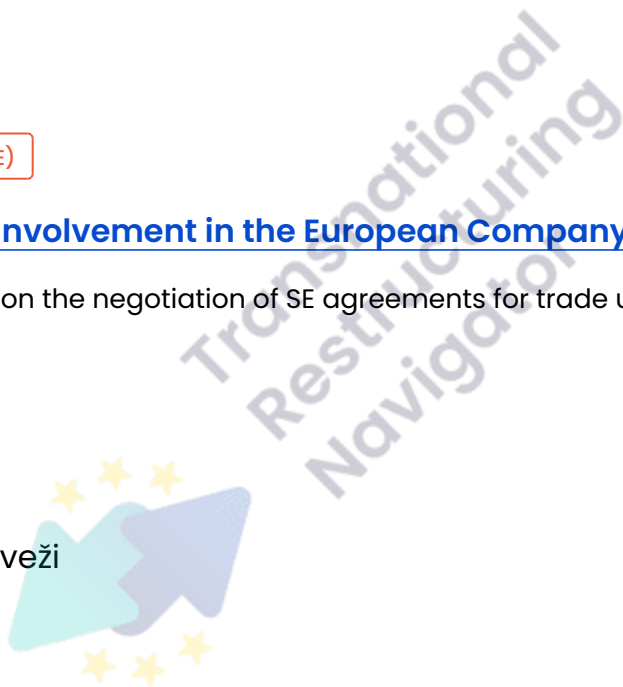 E)
nvolvement in the European Company
on the negotiation of SE agreements for trade u
veži
Transnational
Restructuring
Navigator